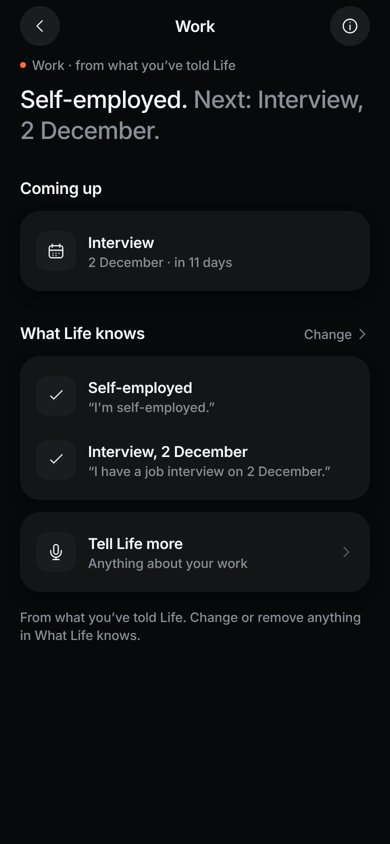 Work
Work · from what you’ve told Life
Self-employed. Next: Interview,
2 December.
Coming up
Interview
2 December · in 11 days
What Life knows
Change
Self-employed
“I'm self-employed.”
Interview, 2 December
“I have a job interview on 2 December.”
Tell Life more
Anything about your work
From what you’ve told Life. Change or remove anything
in What Life knows.